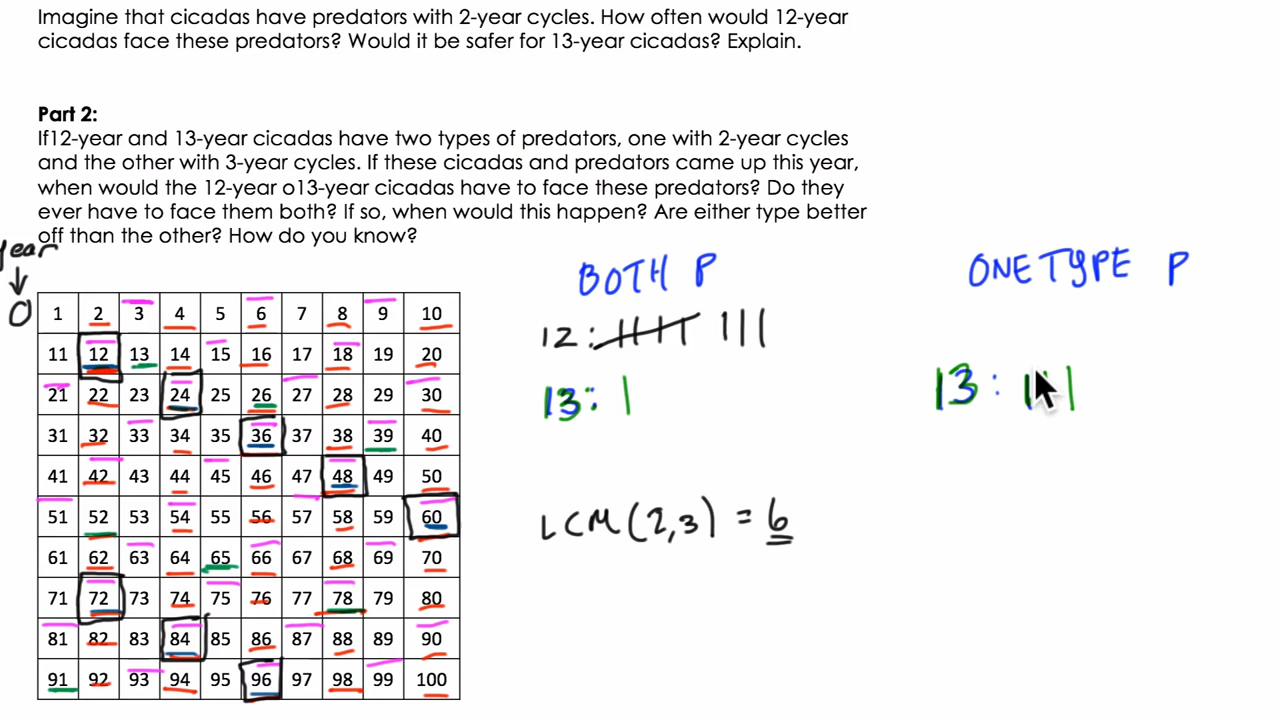 Imagine that cicadas have predators with 2-year cycles. How often would 12-year
cicadas face these predators? Would it be safer for 13-year cicadas? Explain.
Part 2:
If12-year and 13-year cicadas have two types of predators, one with 2-year cycles
and the other with 3-year cycles. If these cicadas and predators came up this year,
when would the 12-year o13-year cicadas have to face these predators? Do they
ever have to face them both? If so, when would this happen? Are either type better
off than the other? How do you know?
year
0
1 2 3 4 5 6 7 8 9 10
11 12 13 14 15 16 17 18 19 20
21 22 23 24 25 26 27 28 29 30
31 32 33 34 35 36 37 38 39 40
41 42 43 44 45 46 47 48 49 50
51 52 53 54 55 56 57 58 59 60
61 62 63 64 65 66 67 68 69 70
71 72 73 74 75 76 77 78 79 80
81 82 83 84 85 86 87 88 89 90
91 92 93 94 95 96 97 98 99 100
BOTH P
12: |||| |||
13: |
LCM(2,3) = 6
ONE TYPE P
13: